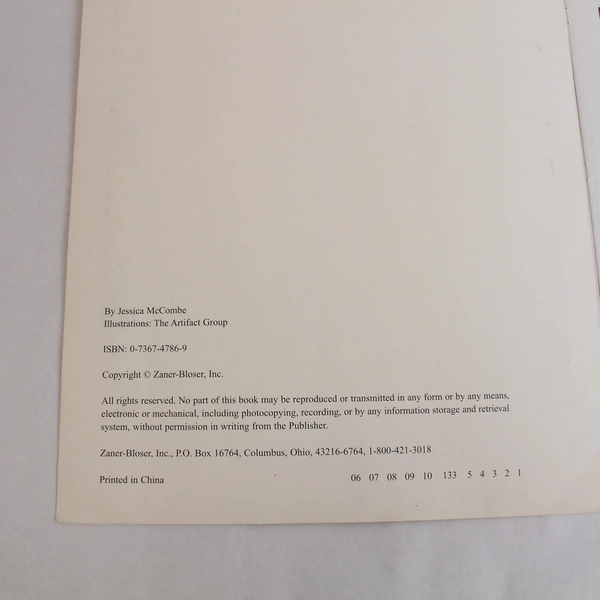 By Jessica McCombe
Illustrations: The Artifact Group
ISBN: 0-7367-4786-9
Copyright © Zaner-Bloser, Inc.
All rights reserved. No part of this book may be reproduced or transmitted in any form or by any means,
electronic or mechanical, including photocopying, recording, or by any information storage and retrieval
system, without permission in writing from the Publisher.
Zaner-Bloser, Inc., P.O. Box 16764, Columbus, Ohio, 43216-6764, 1-800-421-3018
Printed in China 06 07 08 09 10 133 5 4 3 2 1